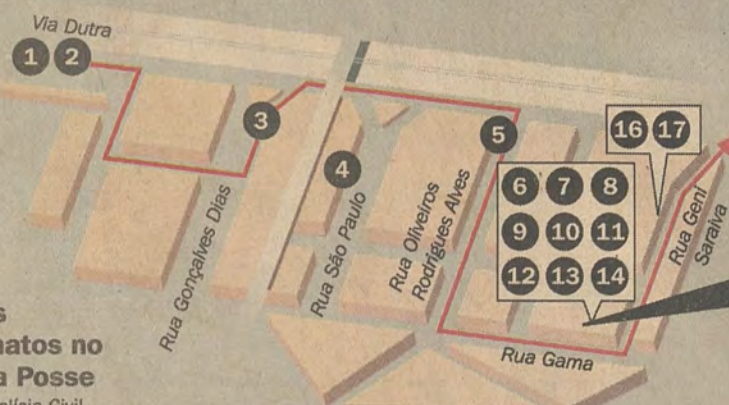 Via Dutra
1 2
3
4
5
16 17
6 7 8
9 10 11
12 13 14
Rua Gonçalves Dias
Rua São Paulo
Rua Oliveiros
Rodrigues Alves
Rua Geni
Saraiva
Rua Gama
no
a Posse
Civil